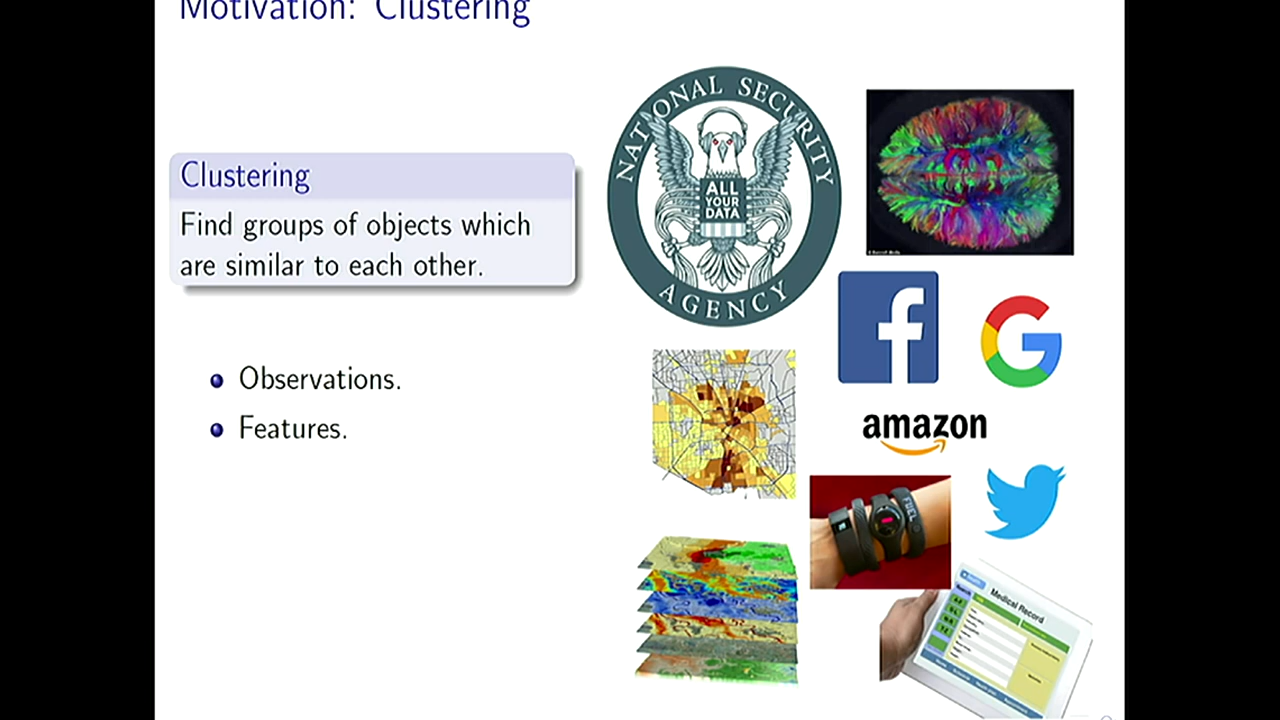 Motivation: Clustering
Clustering
Find groups of objects which
are similar to each other.
Observations.
Features.
NATIONAL SECURITY
ALL
YOUR
DATA
AGENCY
f
G
amazon
FUEL
Medical Record